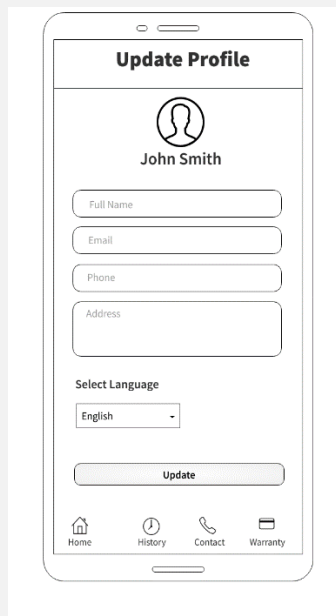 Update Profile
John Smith
Full Name
Email
Phone
Address
Select Language
English
Update
Home History Contact Warranty